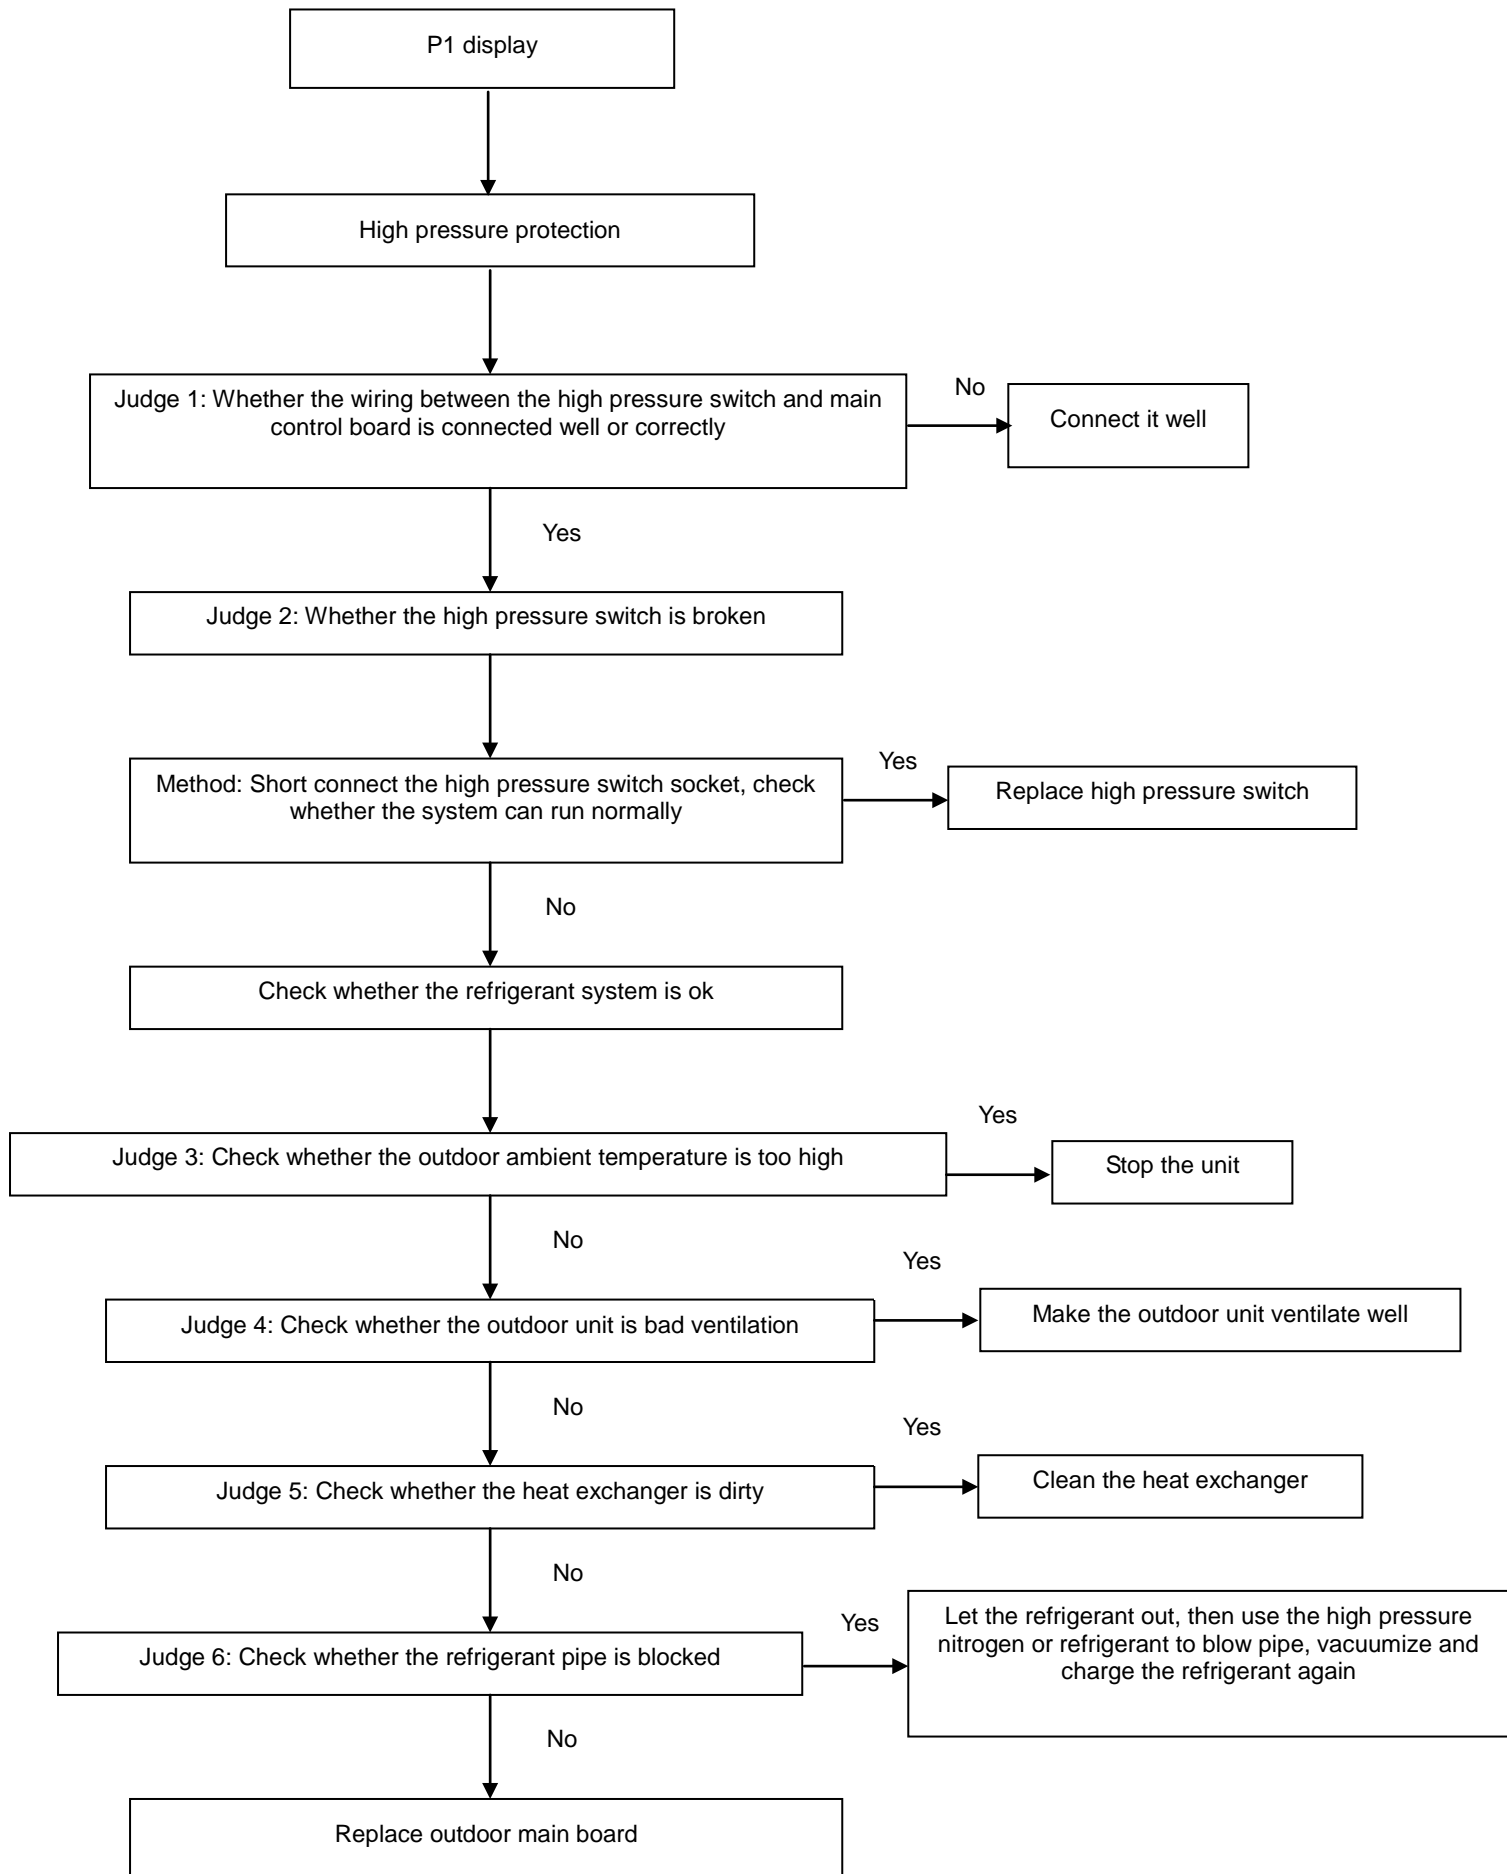 P1 display
High pressure protection
Judge 1: Whether the wiring between the high pressure switch and main
control board is connected well or correctly
No
Connect it well
Yes
Judge 2: Whether the high pressure switch is broken
Method: Short connect the high pressure switch socket, check
whether the system can run normally
Yes
Replace high pressure switch
No
Check whether the refrigerant system is ok
Judge 3: Check whether the outdoor ambient temperature is too high
Yes
Stop the unit
No
Judge 4: Check whether the outdoor unit is bad ventilation
Yes
Make the outdoor unit ventilate well
No
Judge 5: Check whether the heat exchanger is dirty
Yes
Clean the heat exchanger
No
Judge 6: Check whether the refrigerant pipe is blocked
Yes
Let the refrigerant out, then use the high pressure
nitrogen or refrigerant to blow pipe, vacuumize and
charge the refrigerant again
No
Replace outdoor main board